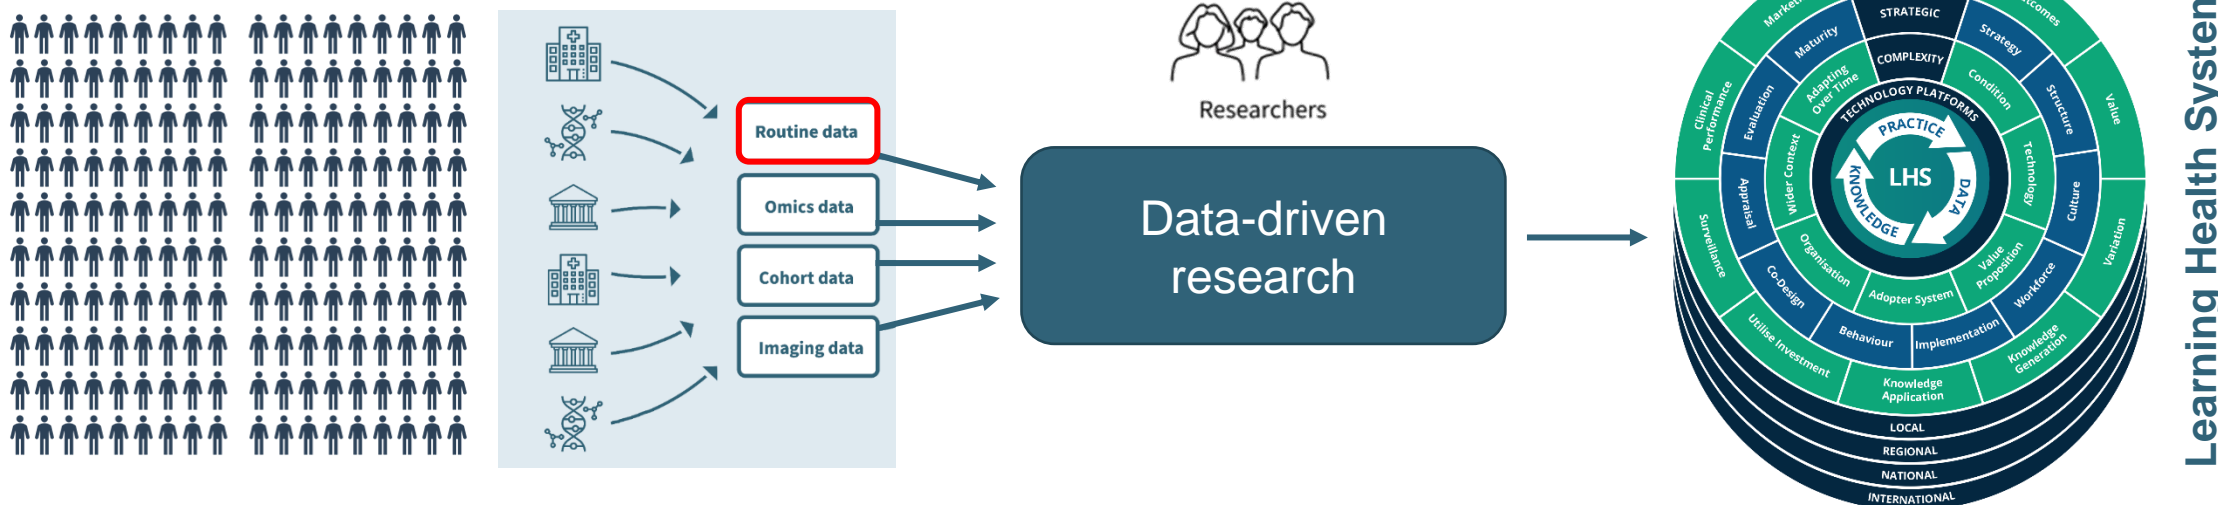 Routine data
Omics data
Cohort data
Imaging data
Researchers
Data-driven
research
STRATEGIC
COMPLEXITY
TECHNOLOGY PLATFORMS
PRACTICE
DATA
KNOWLEDGE
LHS
Adapting
Over Time
Condition
Technology
Value
Proposition
Adopter System
Organisation
Wider Context
Maturity
Strategy
Structure
Culture
Workforce
Implementation
Behaviour
Co-Design
Appraisal
Evaluation
Value
Variation
Knowledge
Generation
Knowledge
Application
Utilise Investment
Surveillance
Clinical
Performance
LOCAL
REGIONAL
NATIONAL
INTERNATIONAL
Learning Health